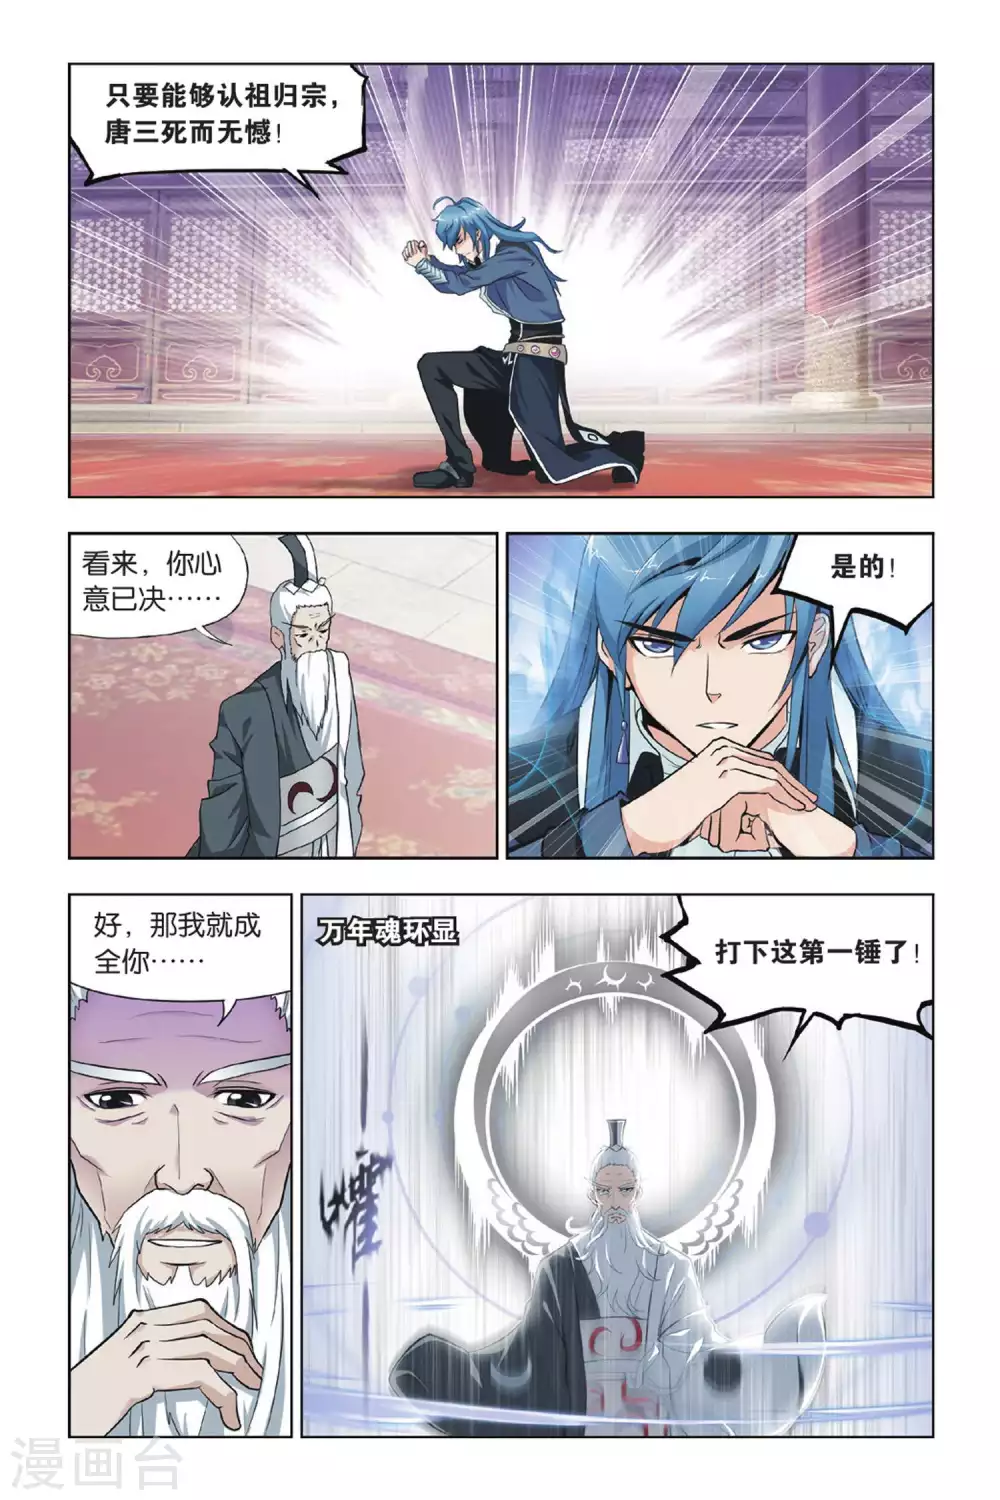 只要能够认祖归宗，
唐三死而无憾！
看来，你心
意已决……
是的！
好，那我就成
全你……
万年魂环显
打下这第一锤了！
漫画台